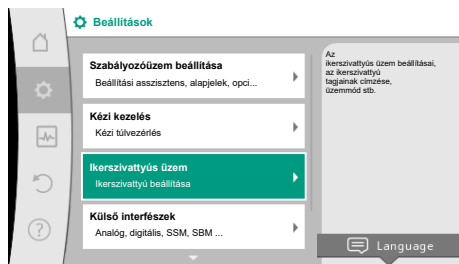 Beállítások
Szabályozóüzem beállítása
Beállítási asszisztens, alapjelek, opci...
Kézi kezelés
Kézi túlvezérlés
Ikerszivattyús üzem
Ikerszivattyú beállítása
Külső interfészek
Analóg, digitális, SSM, SBM ...
Az
ikerszivattyús üzem beállításai,
az ikerszivattyú
tagjainak címzése,
üzemmód stb.
Language